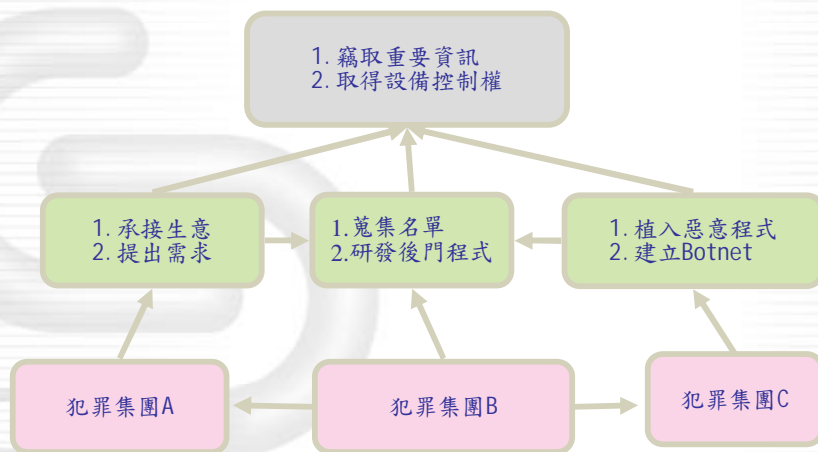 1. 竊取重要資訊
2. 取得設備控制權
1. 承接生意
2. 提出需求
1.蒐集名單
2.研發後門程式
1. 植入惡意程式
2. 建立Botnet
犯罪集團A
犯罪集團B
犯罪集團C